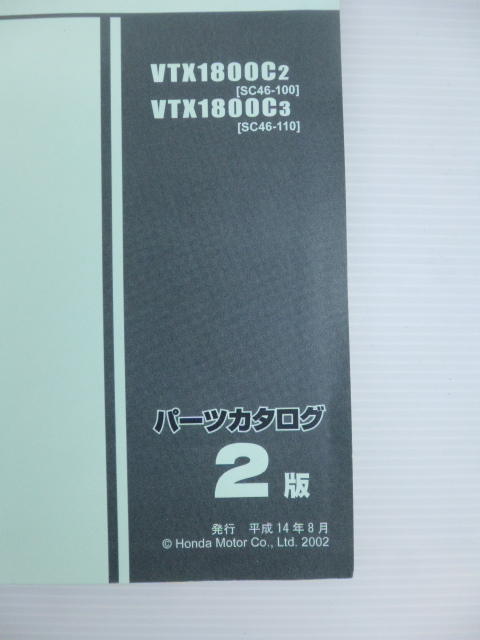 VTX1800C2
[SC46-100]
VTX1800C3
[SC46-110]
パーツカタログ
2版
発行 平成14年8月
© Honda Motor Co., Ltd. 2002